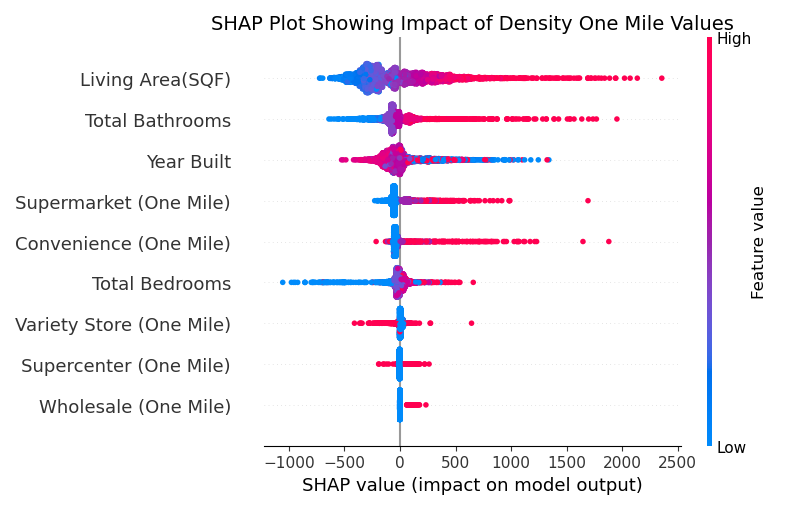 SHAP Plot Showing Impact of Density One Mile Values
High
Living Area(SQF)
Total Bathrooms
Year Built
Supermarket (One Mile)
Convenience (One Mile)
Total Bedrooms
Variety Store (One Mile)
Supercenter (One Mile)
Wholesale (One Mile)
Feature value
Low
−1000 −500 0 500 1000 1500 2000 2500
SHAP value (impact on model output)